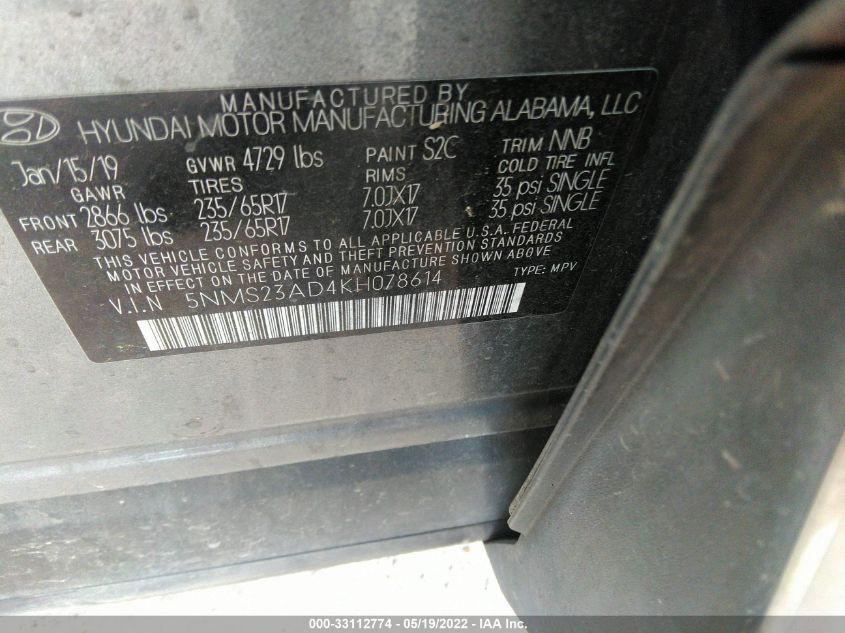 MANUFACTURED BY
HYUNDAI MOTOR MANUFACTURING ALABAMA, LLC
Jan/15/19 GVWR 4729 lbs PAINT S2C TRIM NNB
GAWR TIRES RIMS COLD TIRE INFL
FRONT 2866 lbs 235/65R17 7.0JX17 35 psi SINGLE
REAR 3075 lbs 235/65R17 7.0JX17 35 psi SINGLE
THIS VEHICLE CONFORMS TO ALL APPLICABLE U.S.A. FEDERAL
MOTOR VEHICLE SAFETY AND THEFT PREVENTION STANDARDS
IN EFFECT ON THE DATE OF MANUFACTURE SHOWN ABOVE
V.I.N 5NMS23AD4KH078614 TYPE: MPV
000-33112774 - 05/19/2022 - IAA Inc.